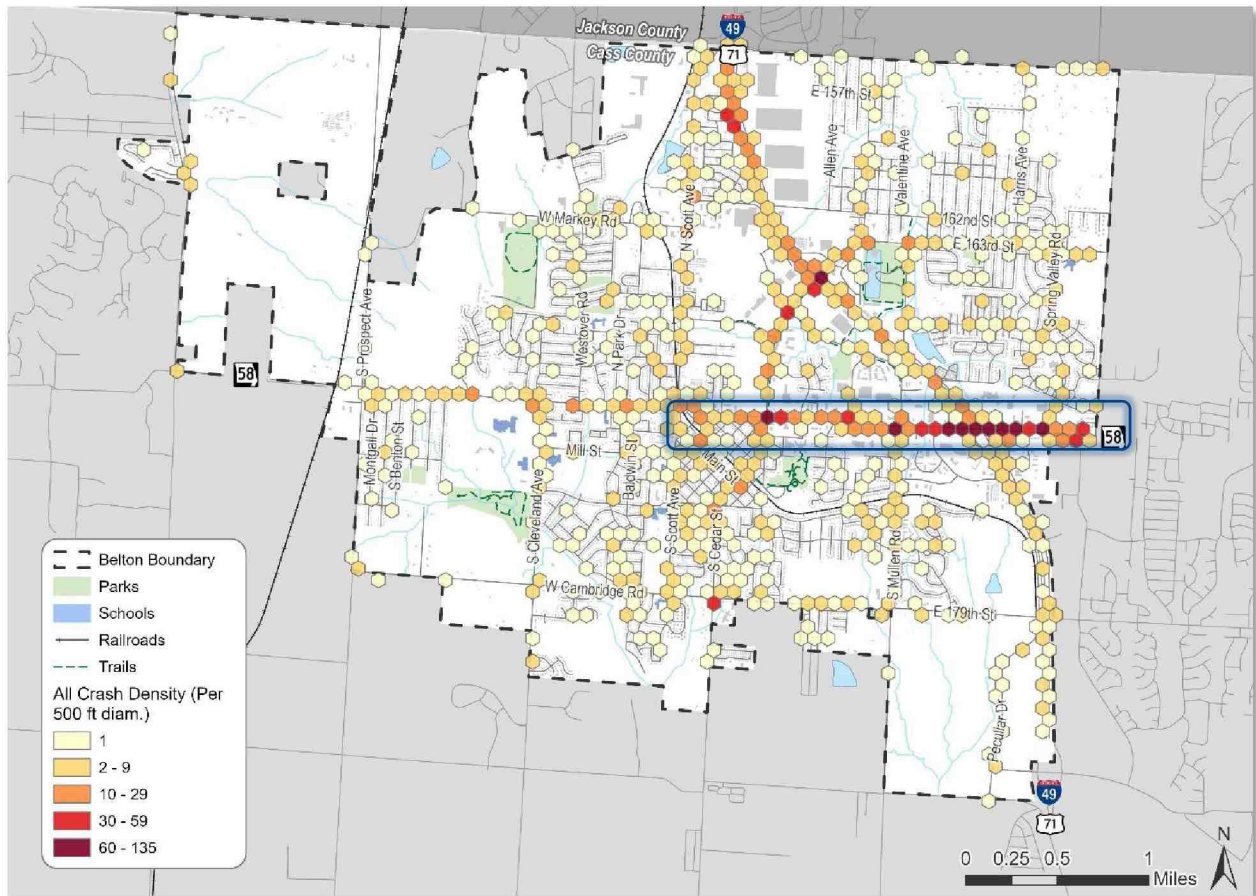 Jackson County
Cass County
49
71
E 157th St
Allen Ave
Valentine Ave
Harris Ave
N Scott Ave
W Markey Rd
162nd St
E 163rd St
Spring Valley Rd
S Prospect Ave
Westover Rd
N Park Dr
58
58
Montgall Dr
S Benton St
Mill St
Baldwin St
Main St
S Cleveland Ave
S Scott Ave
S Cedar St
S Mullen Rd
W Cambridge Rd
E 179th St
Peculiar Dr
49
71
Belton Boundary
Parks
Schools
Railroads
Trails
All Crash Density (Per
500 ft diam.)
1
2 - 9
10 - 29
30 - 59
60 - 135
N
0 0.25 0.5 1
Miles